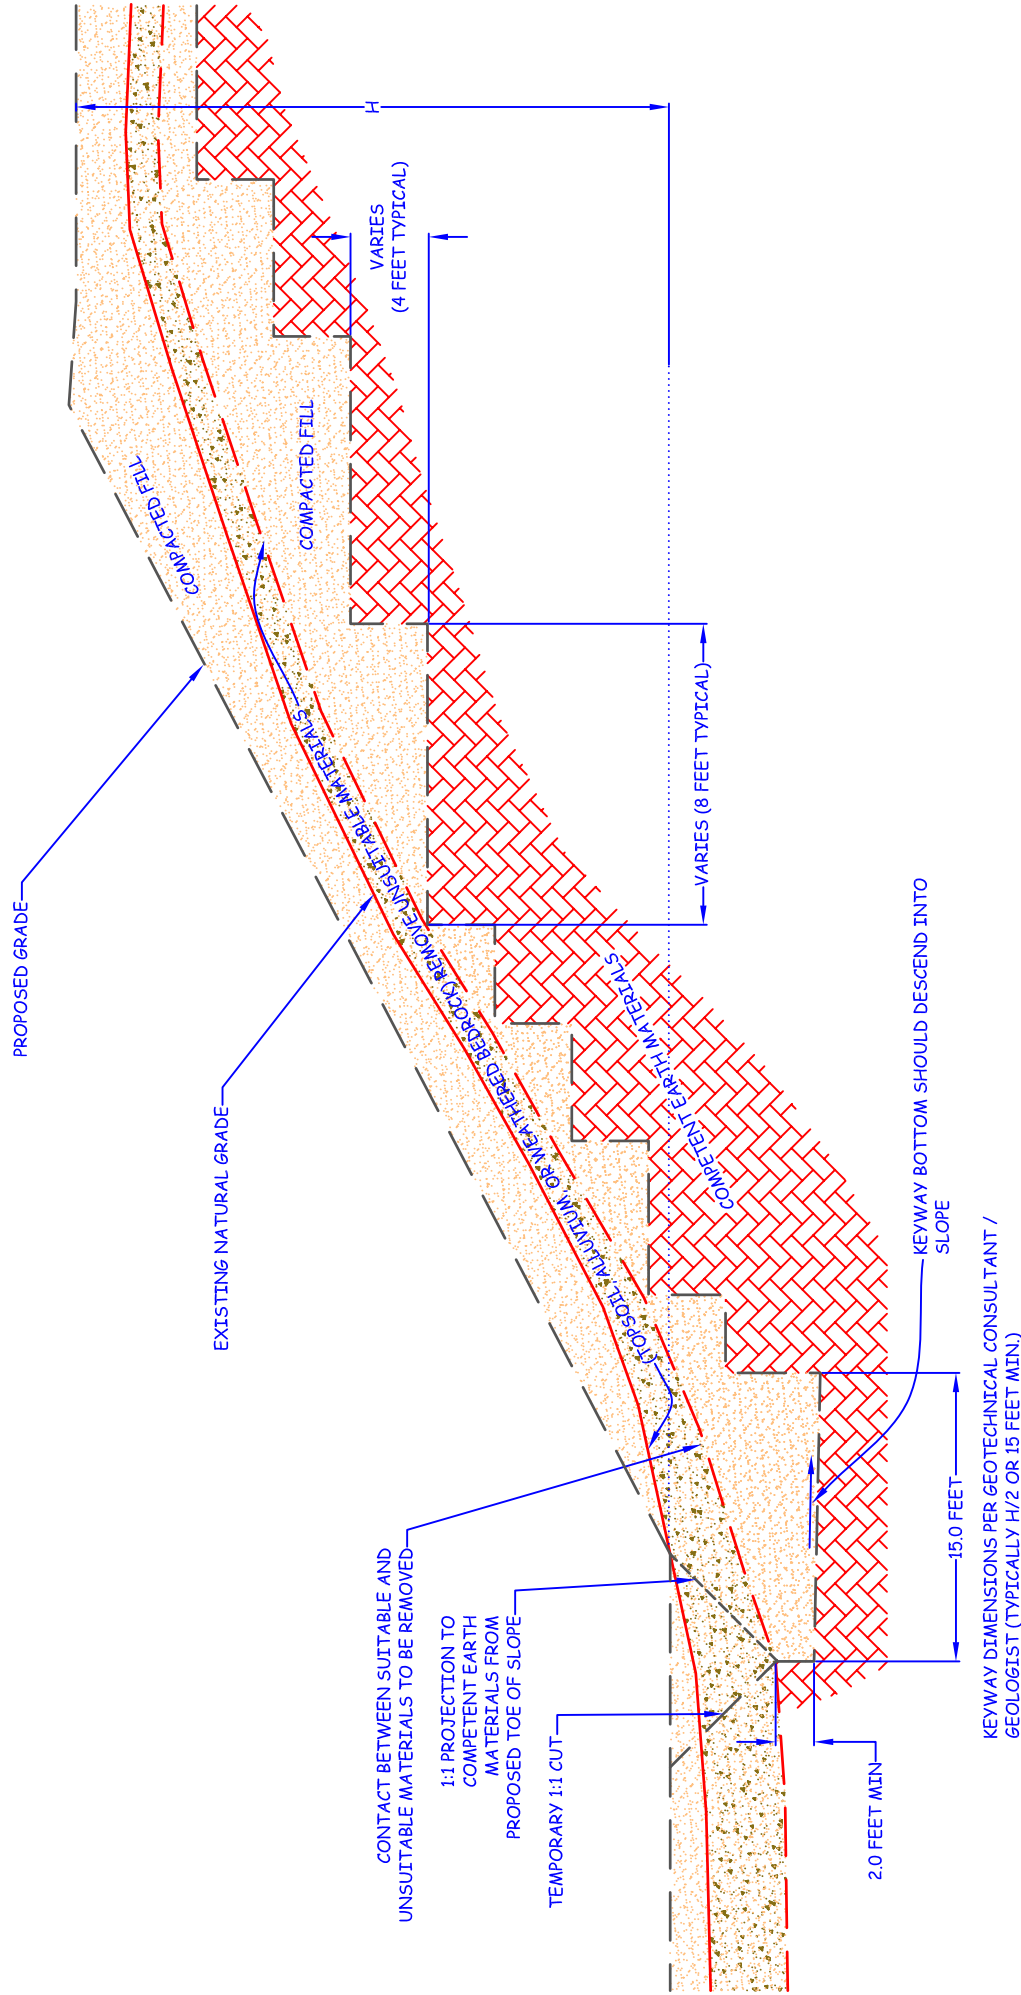 PROPOSED GRADE
EXISTING NATURAL GRADE
CONTACT BETWEEN SUITABLE AND
UNSUITABLE MATERIALS TO BE REMOVED
1:1 PROJECTION TO
COMPETENT EARTH
MATERIALS FROM
PROPOSED TOE OF SLOPE
TEMPORARY 1:1 CUT
COMPACTED FILL
COMPACTED FILL
(TOPSOIL, ALLUVIUM, OR WEATHERED BEDROCK) REMOVE UNSUITABLE MATERIALS
H
VARIES
(4 FEET TYPICAL)
VARIES (8 FEET TYPICAL)
COMPETENT EARTH MATERIALS
2.0 FEET MIN
KEYWAY BOTTOM SHOULD DESCEND INTO
SLOPE
15.0 FEET
KEYWAY DIMENSIONS PER GEOTECHNICAL CONSULTANT /
GEOLOGIST (TYPICALLY H/2 OR 15 FEET MIN.)